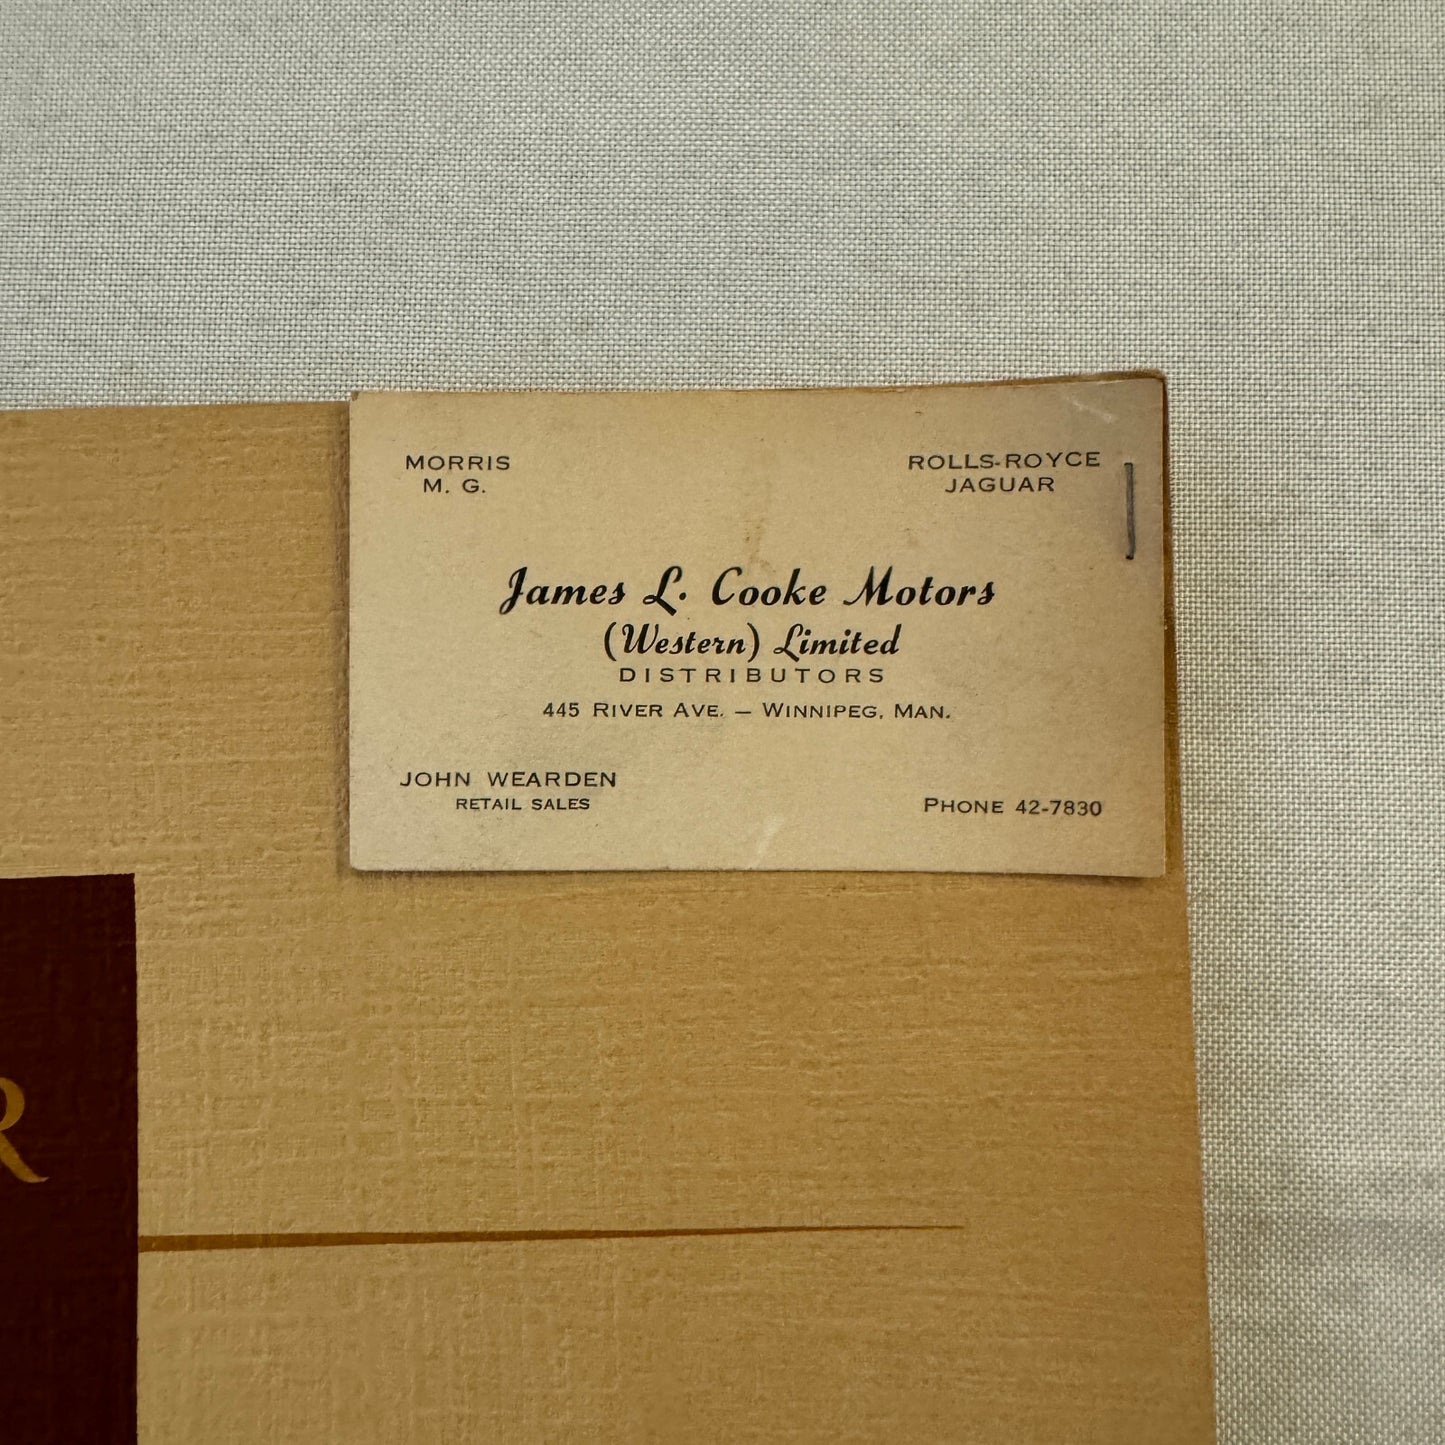 MORRIS
M. G.
ROLLS-ROYCE
JAGUAR
James L. Cooke Motors
(Western) Limited
DISTRIBUTORS
445 RIVER AVE. — WINNIPEG, MAN.
JOHN WEARDEN
RETAIL SALES
PHONE 42-7830
R